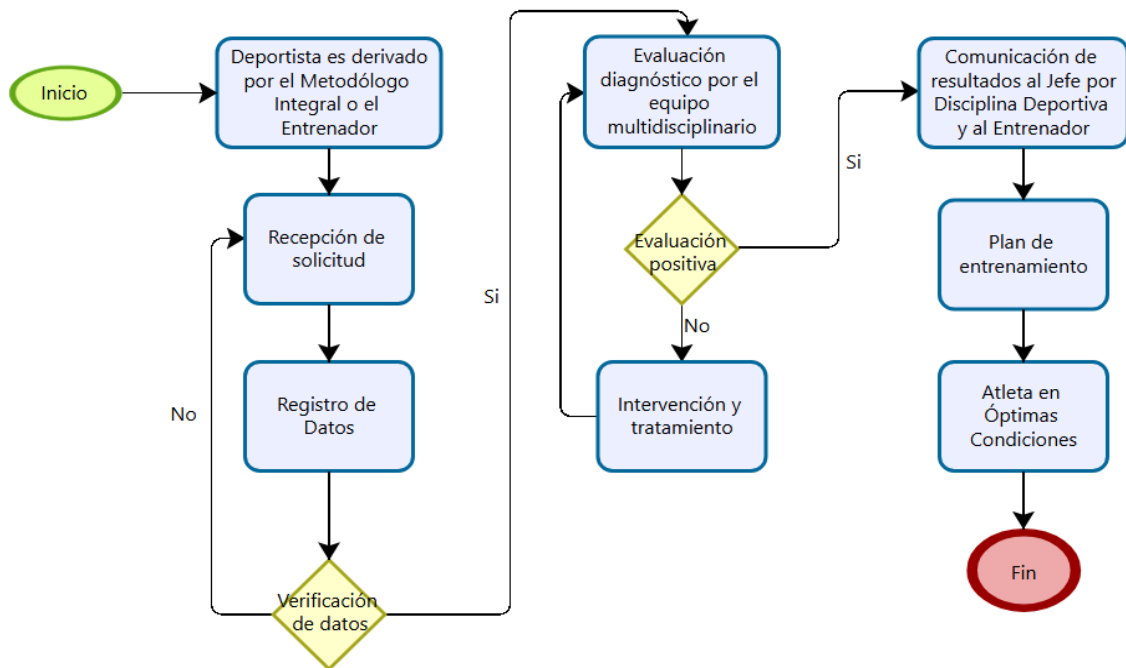 Inicio
Deportista es derivado
por el Metodólogo
Integral o el
Entrenador
Recepción de
solicitud
Registro de
Datos
No
Verificación
de datos
Si
Evaluación
diagnóstico por el
equipo
multidisciplinario
Evaluación
positiva
No
Intervención y
tratamiento
Si
Comunicación de
resultados al Jefe por
Disciplina Deportiva
y al Entrenador
Plan de
entrenamiento
Atleta en
Óptimas
Condiciones
Fin